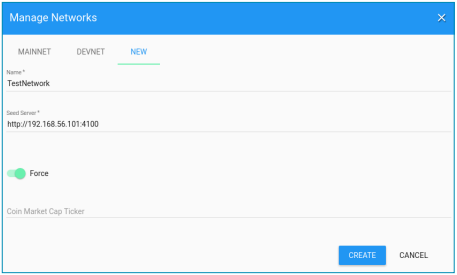 Manage Networks
MAINNET DEVNET NEW
Name *
TestNetwork
Seed Server *
http://192.168.56.101:4100
Force
Coin Market Cap Ticker
CREATE CANCEL